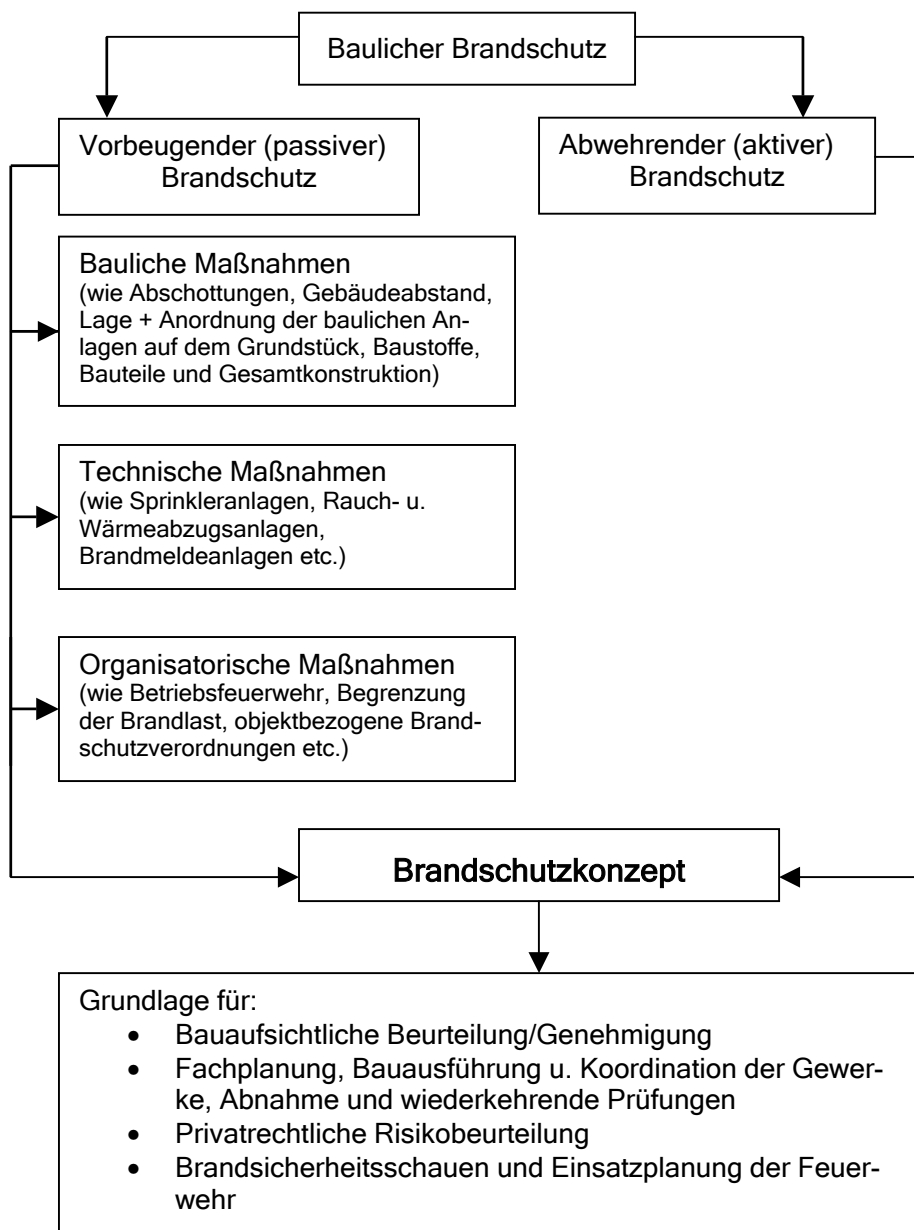 Baulicher Brandschutz
Vorbeugender (passiver)
Brandschutz
Abwehrender (aktiver)
Brandschutz
Bauliche Maßnahmen
(wie Abschottungen, Gebäudeabstand,
Lage + Anordnung der baulichen An-
lagen auf dem Grundstück, Baustoffe,
Bauteile und Gesamtkonstruktion)
Technische Maßnahmen
(wie Sprinkleranlagen, Rauch- u.
Wärmeabzugsanlagen,
Brandmeldeanlagen etc.)
Organisatorische Maßnahmen
(wie Betriebsfeuerwehr, Begrenzung
der Brandlast, objektbezogene Brand-
schutzverordnungen etc.)
Brandschutzkonzept
Grundlage für:
• Bauaufsichtliche Beurteilung/Genehmigung
• Fachplanung, Bauausführung u. Koordination der Gewer-
ke, Abnahme und wiederkehrende Prüfungen
• Privatrechtliche Risikobeurteilung
• Brandsicherheitsschauen und Einsatzplanung der Feuer-
wehr